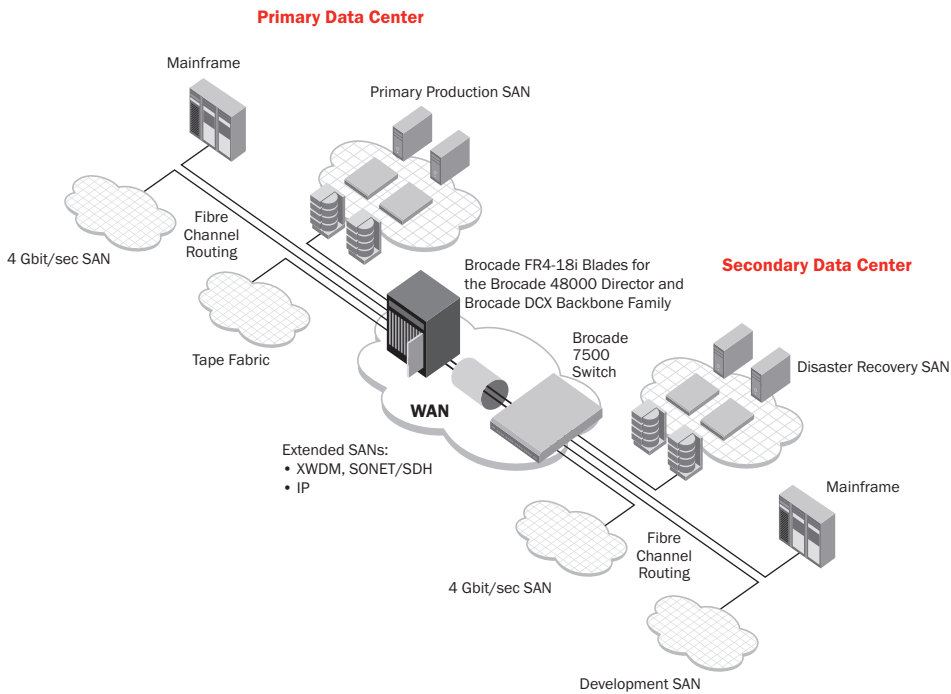 Primary Data Center
Mainframe
Primary Production SAN
4 Gbit/sec SAN
Fibre
Channel
Routing
Tape Fabric
Brocade FR4-18i Blades for
the Brocade 48000 Director and
Brocade DCX Backbone Family
Secondary Data Center
Brocade
7500
Switch
Disaster Recovery SAN
WAN
Extended SANs:
• XWDM, SONET/SDH
• IP
Mainframe
4 Gbit/sec SAN
Fibre
Channel
Routing
Development SAN